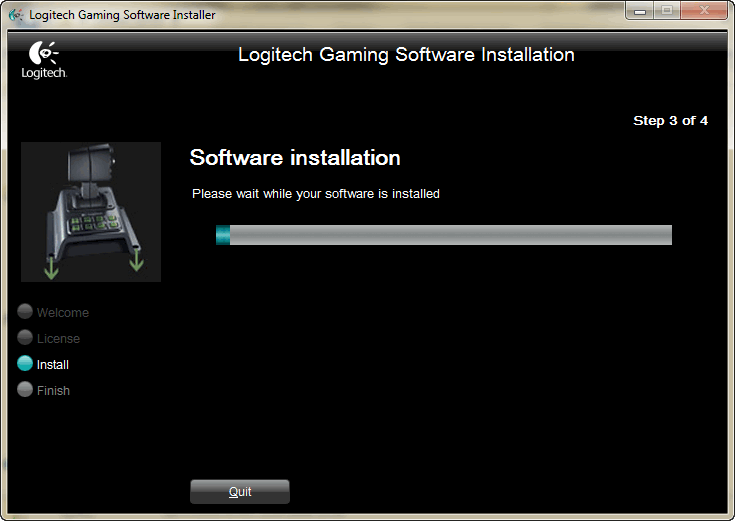 Logitech Gaming Software Installer
Logitech
Logitech Gaming Software Installation
Step 3 of 4
Software installation
Please wait while your software is installed
Welcome
License
Install
Finish
Quit